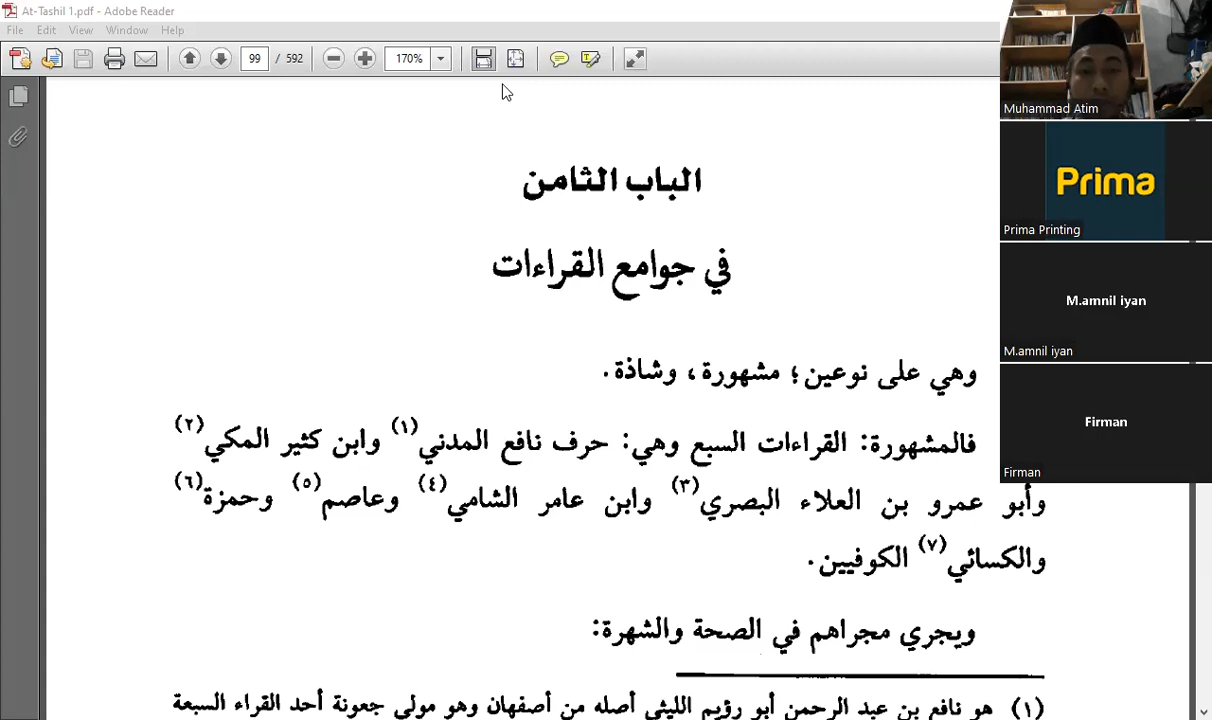 At-Tashil 1.pdf - Adobe Reader
File Edit View Window Help
99 / 592 170%
الباب الثامن
في جوامع القراءات
وهي على نوعين؛ مشهورة، وشاذة.
فالمشهورة: القراءات السبع وهي: حرف نافع المدني(١) وابن كثير المكي(٢)
وأبو عمرو بن العلاء البصري(٣) وابن عامر الشامي(٤) وعاصم(٥) وحمزة(٦)
والكسائي(٧) الكوفيين.
ويجري مجراهم في الصحة والشهرة:
(١) هو نافع بن عبد الرحمن أبو رؤيم الليثي أصله من أصفهان وهو مولى جعونة أحد القراء السبعة
Muhammad Atim
Prima
Prima Printing
M.amnil iyan
M.amnil iyan
Firman
Firman